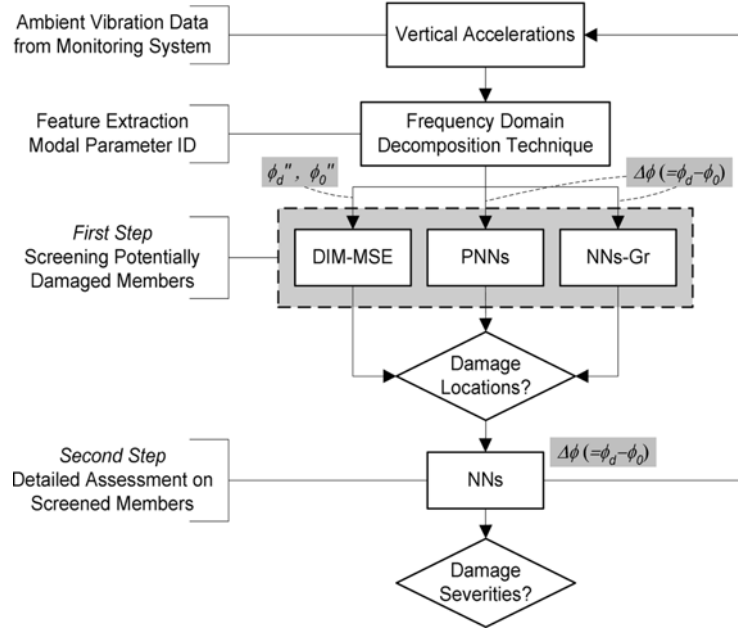 Ambient Vibration Data
from Monitoring System
Vertical Accelerations
Feature Extraction
Modal Parameter ID
Frequency Domain
Decomposition Technique
ϕd″ , ϕ0″
Δϕ (=ϕd−ϕ0)
First Step
Screening Potentially
Damaged Members
DIM-MSE
PNNs
NNs-Gr
Damage
Locations?
Second Step
Detailed Assessment on
Screened Members
NNs
Δϕ (=ϕd−ϕ0)
Damage
Severities?